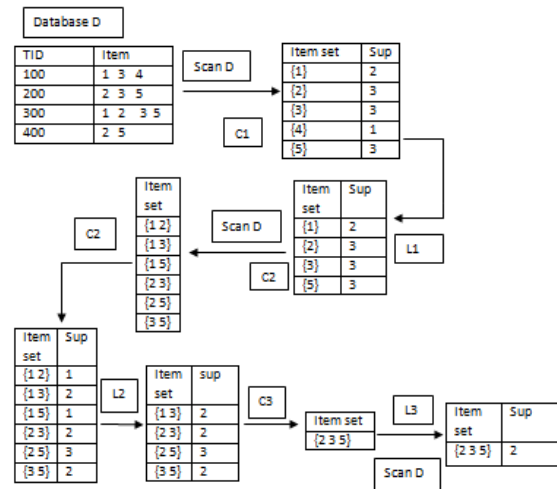 Database D
TID Item
100 1 3 4
200 2 3 5
300 1 2 3 5
400 2 5
Scan D
C1
Item set Sup
{1} 2
{2} 3
{3} 3
{4} 1
{5} 3
L1
Item set Sup
{1} 2
{2} 3
{3} 3
{5} 3
Scan D
C2
Item set
{1 2}
{1 3}
{1 5}
{2 3}
{2 5}
{3 5}
C2
Item set Sup
{1 2} 1
{1 3} 2
{1 5} 1
{2 3} 2
{2 5} 3
{3 5} 2
L2
Item set sup
{1 3} 2
{2 3} 2
{2 5} 3
{3 5} 2
C3
Item set
{2 3 5}
L3
Scan D
Item set Sup
{2 3 5} 2